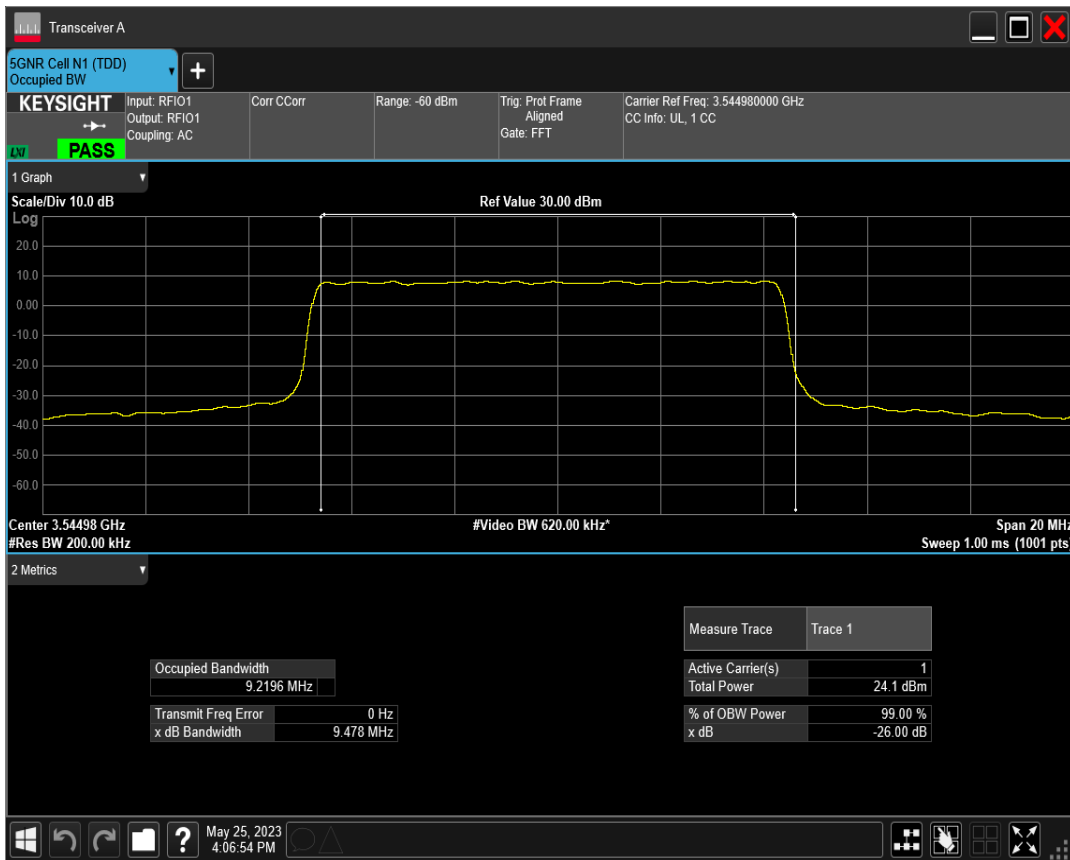 Transceiver A
5GNR Cell N1 (TDD)
Occupied BW
KEYSIGHT
Input: RFIO1
Output: RFIO1
Coupling: AC
Corr CCorr
Range: -60 dBm
Trig: Prot Frame
Aligned
Gate: FFT
Carrier Ref Freq: 3.544980000 GHz
CC Info: UL, 1 CC
LXI
PASS
1 Graph
Scale/Div 10.0 dB
Ref Value 30.00 dBm
Log
20.0
10.0
0.00
-10.0
-20.0
-30.0
-40.0
-50.0
-60.0
Center 3.54498 GHz
#Video BW 620.00 kHz*
Span 20 MHz
#Res BW 200.00 kHz
Sweep 1.00 ms (1001 pts)
2 Metrics
Measure Trace Trace 1
Occupied Bandwidth
9.2196 MHz
Active Carrier(s) 1
Total Power 24.1 dBm
Transmit Freq Error 0 Hz
x dB Bandwidth 9.478 MHz
% of OBW Power 99.00 %
x dB -26.00 dB
May 25, 2023
4:06:54 PM